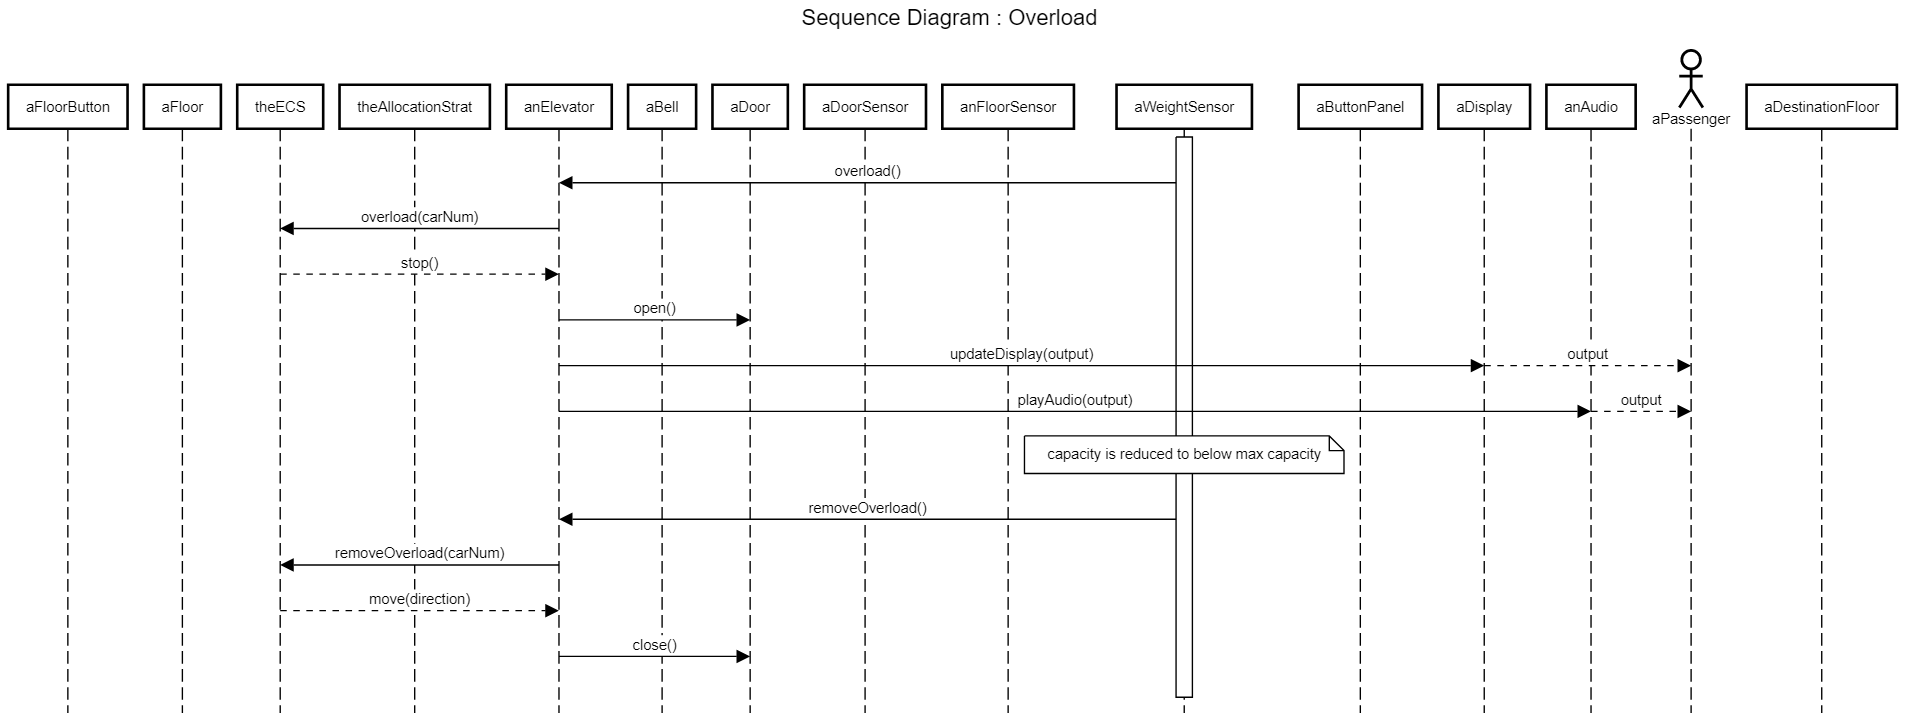 Sequence Diagram : Overload
aFloorButton
aFloor
theECS
theAllocationStrat
anElevator
aBell
aDoor
aDoorSensor
anFloorSensor
aWeightSensor
aButtonPanel
aDisplay
anAudio
aPassenger
aDestinationFloor
overload()
overload(carNum)
stop()
open()
updateDisplay(output)
output
playAudio(output)
output
capacity is reduced to below max capacity
removeOverload()
removeOverload(carNum)
move(direction)
close()